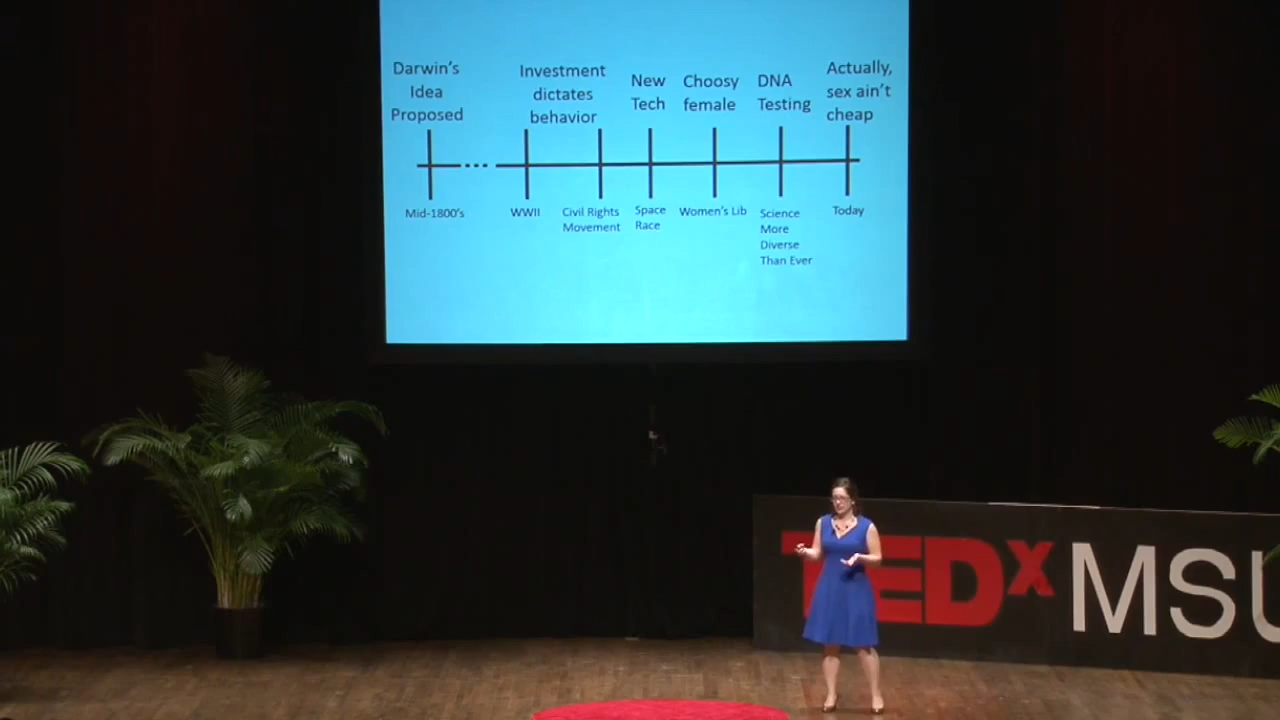 Darwin's
Idea
Proposed
Investment
dictates
behavior
New
Tech
Choosy
female
DNA
Testing
Actually,
sex ain't
cheap
Mid-1800's
WWII
Civil Rights
Movement
Space
Race
Women's Lib
Science
More
Diverse
Than Ever
Today
TEDx MSU